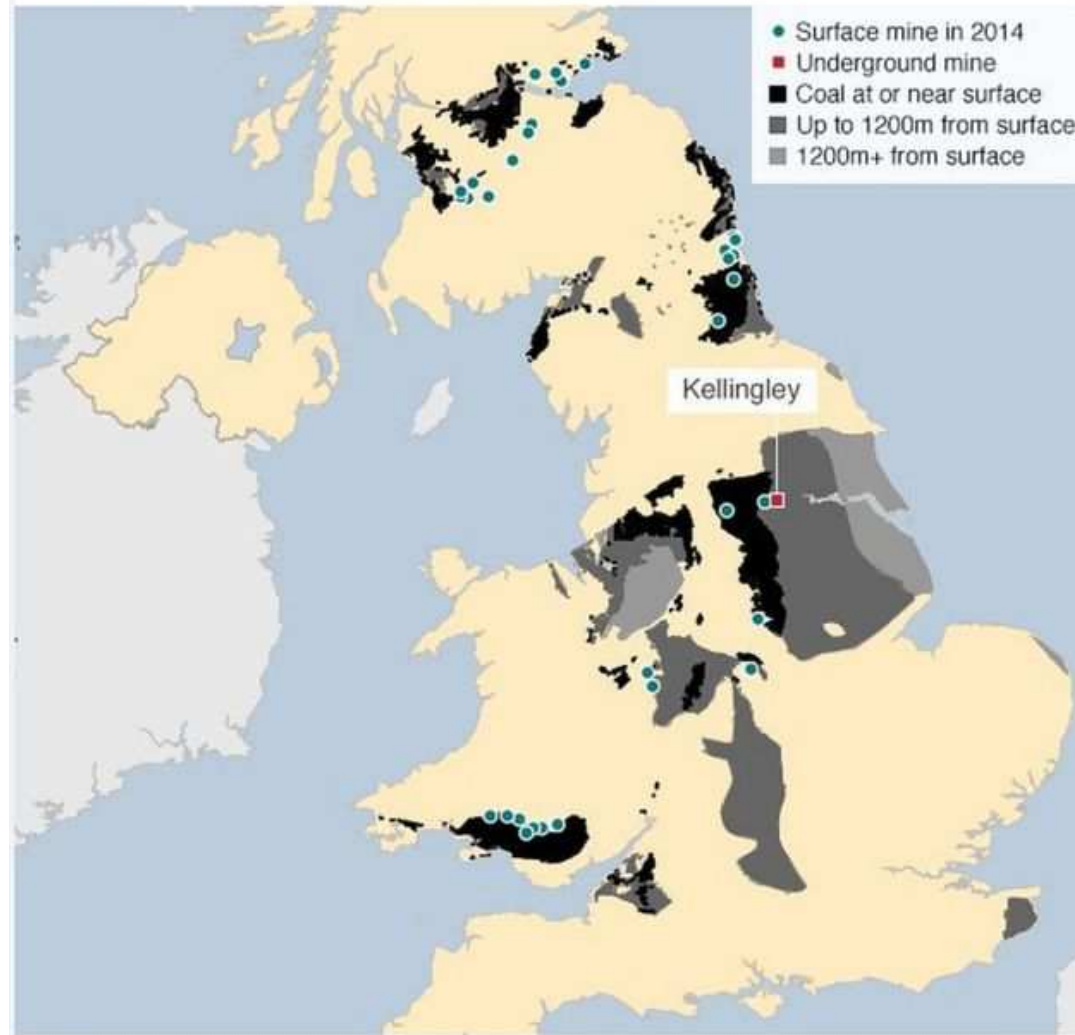 Surface mine in 2014
Underground mine
Coal at or near surface
Up to 1200m from surface
1200m+ from surface
Kellingley